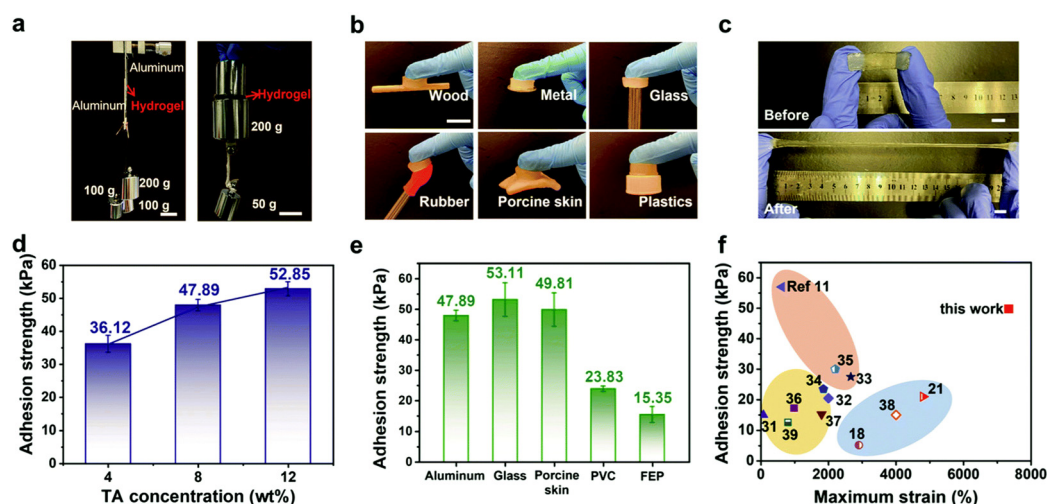 a
Aluminum
Aluminum
Hydrogel
100 g
200 g
100 g
Hydrogel
200 g
50 g
b
Wood
Metal
Glass
Rubber
Porcine skin
Plastics
c
Before
After
d
Adhesion strength (kPa)
60
50
40
30
20
10
0
36.12
47.89
52.85
4
8
12
TA concentration (wt%)
e
Adhesion strength (kPa)
60
50
40
30
20
10
0
47.89
53.11
49.81
23.83
15.35
Aluminum
Glass
Porcine
skin
PVC
FEP
f
Adhesion strength (kPa)
60
50
40
30
20
10
0
Ref 11
this work
35
33
34
32
36
37
31
39
38
21
18
0
2000
4000
6000
8000
Maximum strain (%)